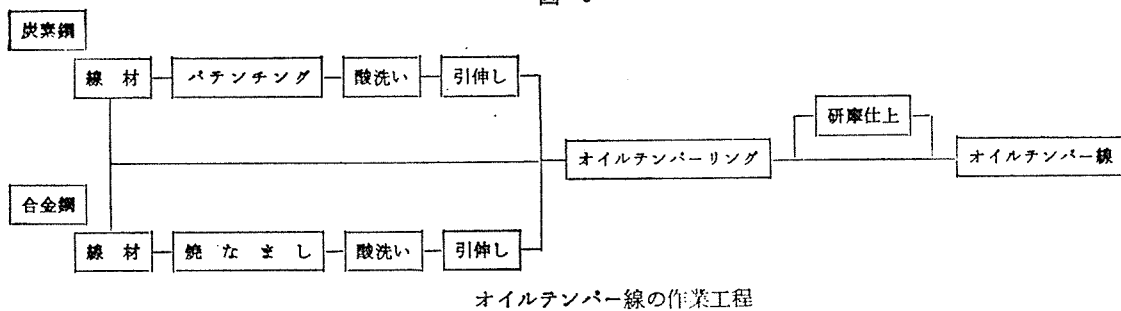 図
炭素鋼
線材 パテンチング 酸洗い 引伸し
研摩仕上
オイルテンパーリング オイルテンパー線
合金鋼
線材 焼なまし 酸洗い 引伸し
オイルテンパー線の作業工程